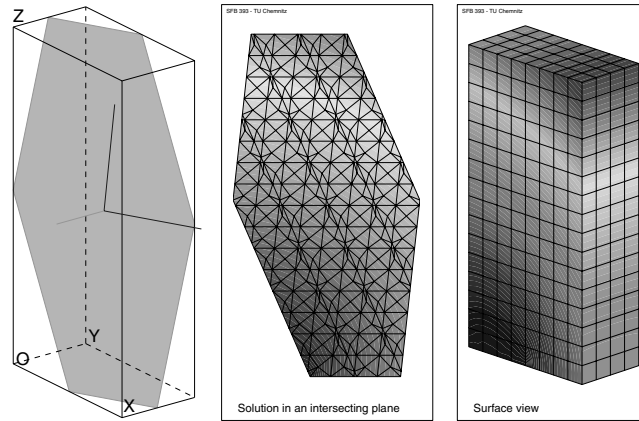 Z
Y
O
X
SFB 393 - TU Chemnitz
Solution in an intersecting plane
SFB 393 - TU Chemnitz
Surface view